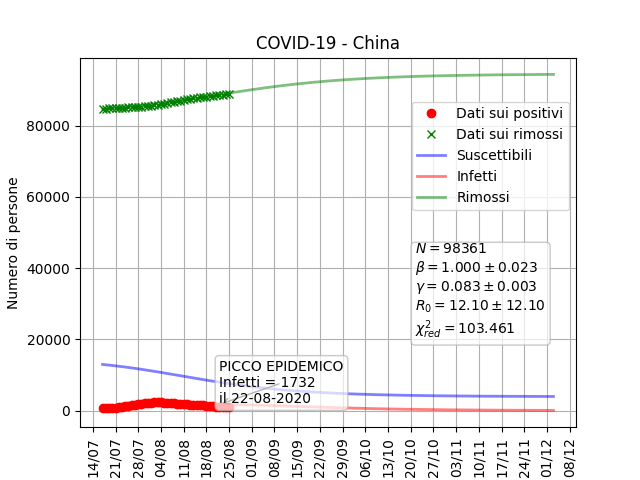 COVID-19 - China
Numero di persone
80000
60000
40000
20000
0
Dati sui positivi
Dati sui rimossi
Suscettibili
Infetti
Rimossi
N = 98361
β = 1.000 ± 0.023
γ = 0.083 ± 0.003
R₀ = 12.10 ± 12.10
χ²red = 103.461
PICCO EPIDEMICO
Infetti = 1732
il 22-08-2020
14/07
21/07
28/07
04/08
11/08
18/08
25/08
01/09
08/09
15/09
22/09
29/09
06/10
13/10
20/10
27/10
03/11
10/11
17/11
24/11
01/12
08/12